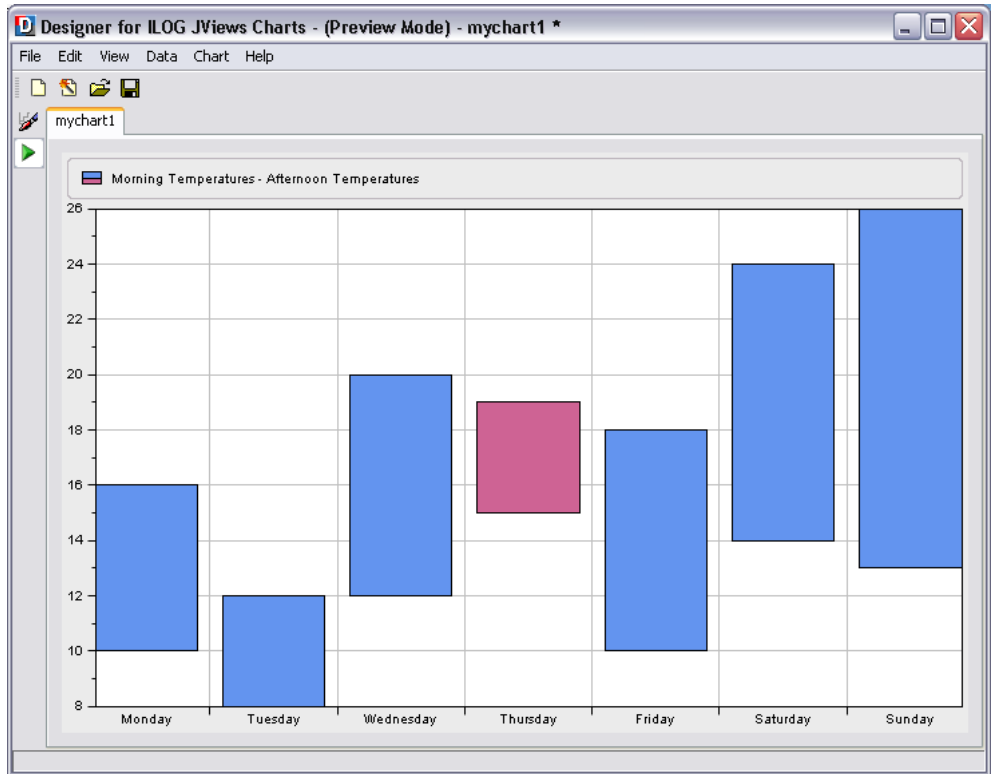 Designer for ILOG JViews Charts - (Preview Mode) - mychart1 *
File Edit View Data Chart Help
mychart1
Morning Temperatures - Afternoon Temperatures
26
24
22
20
18
16
14
12
10
8
Monday Tuesday Wednesday Thursday Friday Saturday Sunday